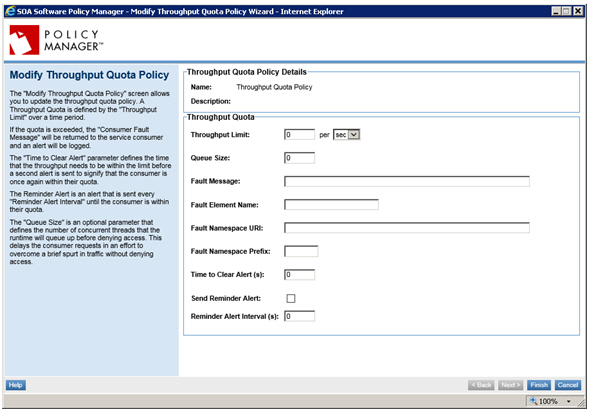 SOA Software Policy Manager - Modify Throughput Quota Policy Wizard - Internet Explorer
POLICY
MANAGER™
Modify Throughput Quota Policy
The "Modify Throughput Quota Policy" screen allows
you to update the throughput quota policy. A
Throughput Quota is defined by the "Throughput
Limit" over a time period.
If the quota is exceeded, the "Consumer Fault
Message" will be returned to the service consumer
and an alert will be logged.
The "Time to Clear Alert" parameter defines the time
that the throughput needs to be within the limit before
a second alert is sent to signify that the consumer is
once again within their quota.
The Reminder Alert is an alert that is sent every
"Reminder Alert Interval" until the consumer is within
their quota.
The "Queue Size" is an optional parameter that
defines the number of concurrent threads that the
runtime will queue up before denying access. This
delays the consumer requests in an effort to
overcome a brief spurt in traffic without denying
access.
Throughput Quota Policy Details
Name: Throughput Quota Policy
Description:
Throughput Quota
Throughput Limit: 0 per sec
Queue Size: 0
Fault Message:
Fault Element Name:
Fault Namespace URI:
Fault Namespace Prefix:
Time to Clear Alert (s): 0
Send Reminder Alert:
Reminder Alert Interval (s): 0
Help
< Back Next > Finish Cancel
100%